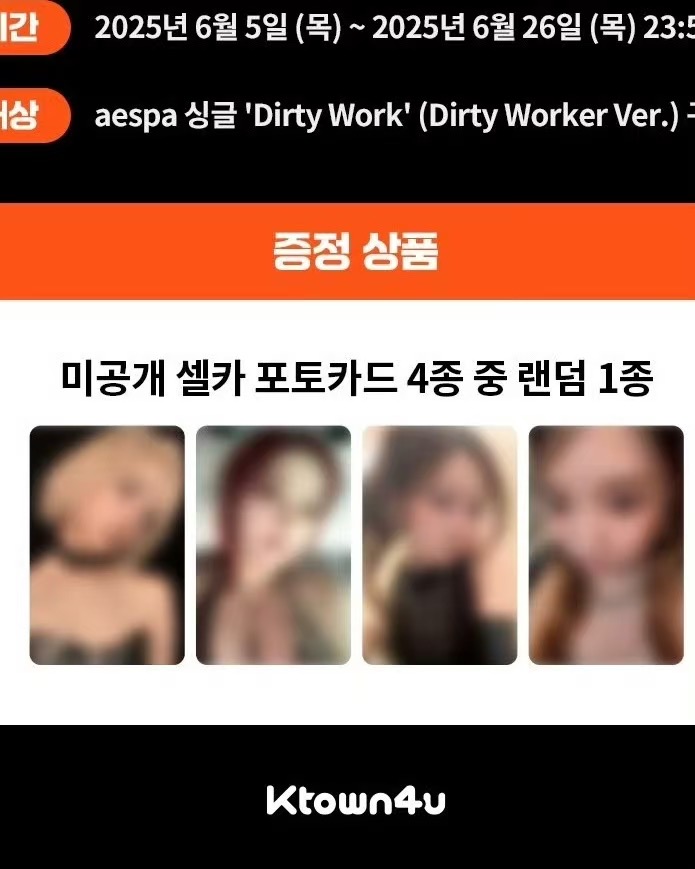 2025년 6월 5일 (목) ~ 2025년 6월 26일 (목)
aespa 싱글 'Dirty Work' (Dirty Worker Ver.)
증정 상품
미공개 셀카 포토카드 4종 중 랜덤 1종
Ktown4u